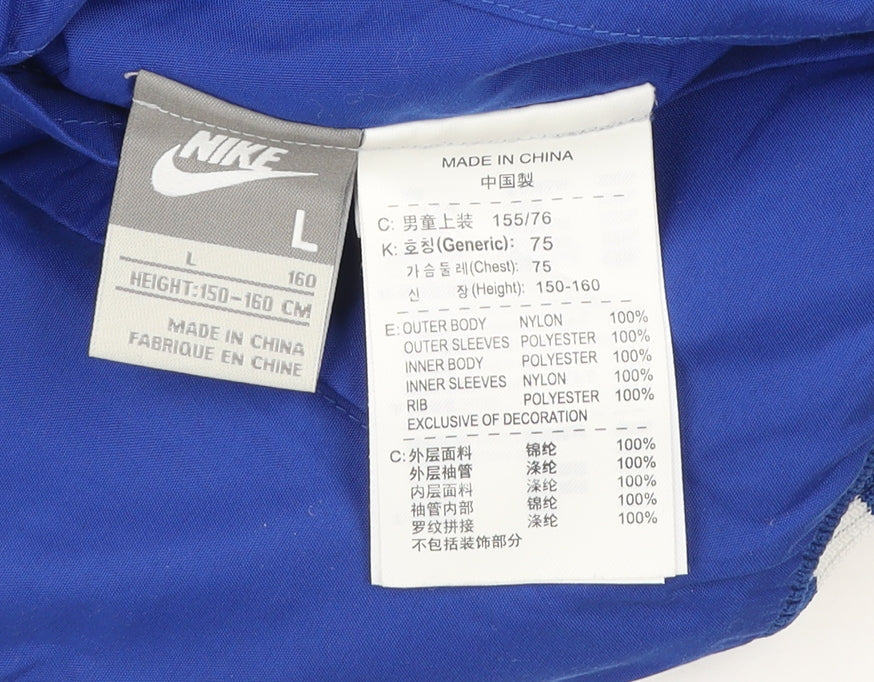 NIKE
L
L 160
HEIGHT:150-160 CM
MADE IN CHINA
FABRIQUE EN CHINE
MADE IN CHINA
中国製
C: 男童上装 155/76
K: 호칭(Generic): 75
가슴둘레(Chest): 75
신 장(Height): 150-160
E: OUTER BODY NYLON 100%
OUTER SLEEVES POLYESTER 100%
INNER BODY POLYESTER 100%
INNER SLEEVES NYLON 100%
RIB POLYESTER 100%
EXCLUSIVE OF DECORATION
C: 外层面料 锦纶 100%
外层袖管 涤纶 100%
内层面料 涤纶 100%
袖管内部 锦纶 100%
罗纹拼接 涤纶 100%
不包括装饰部分